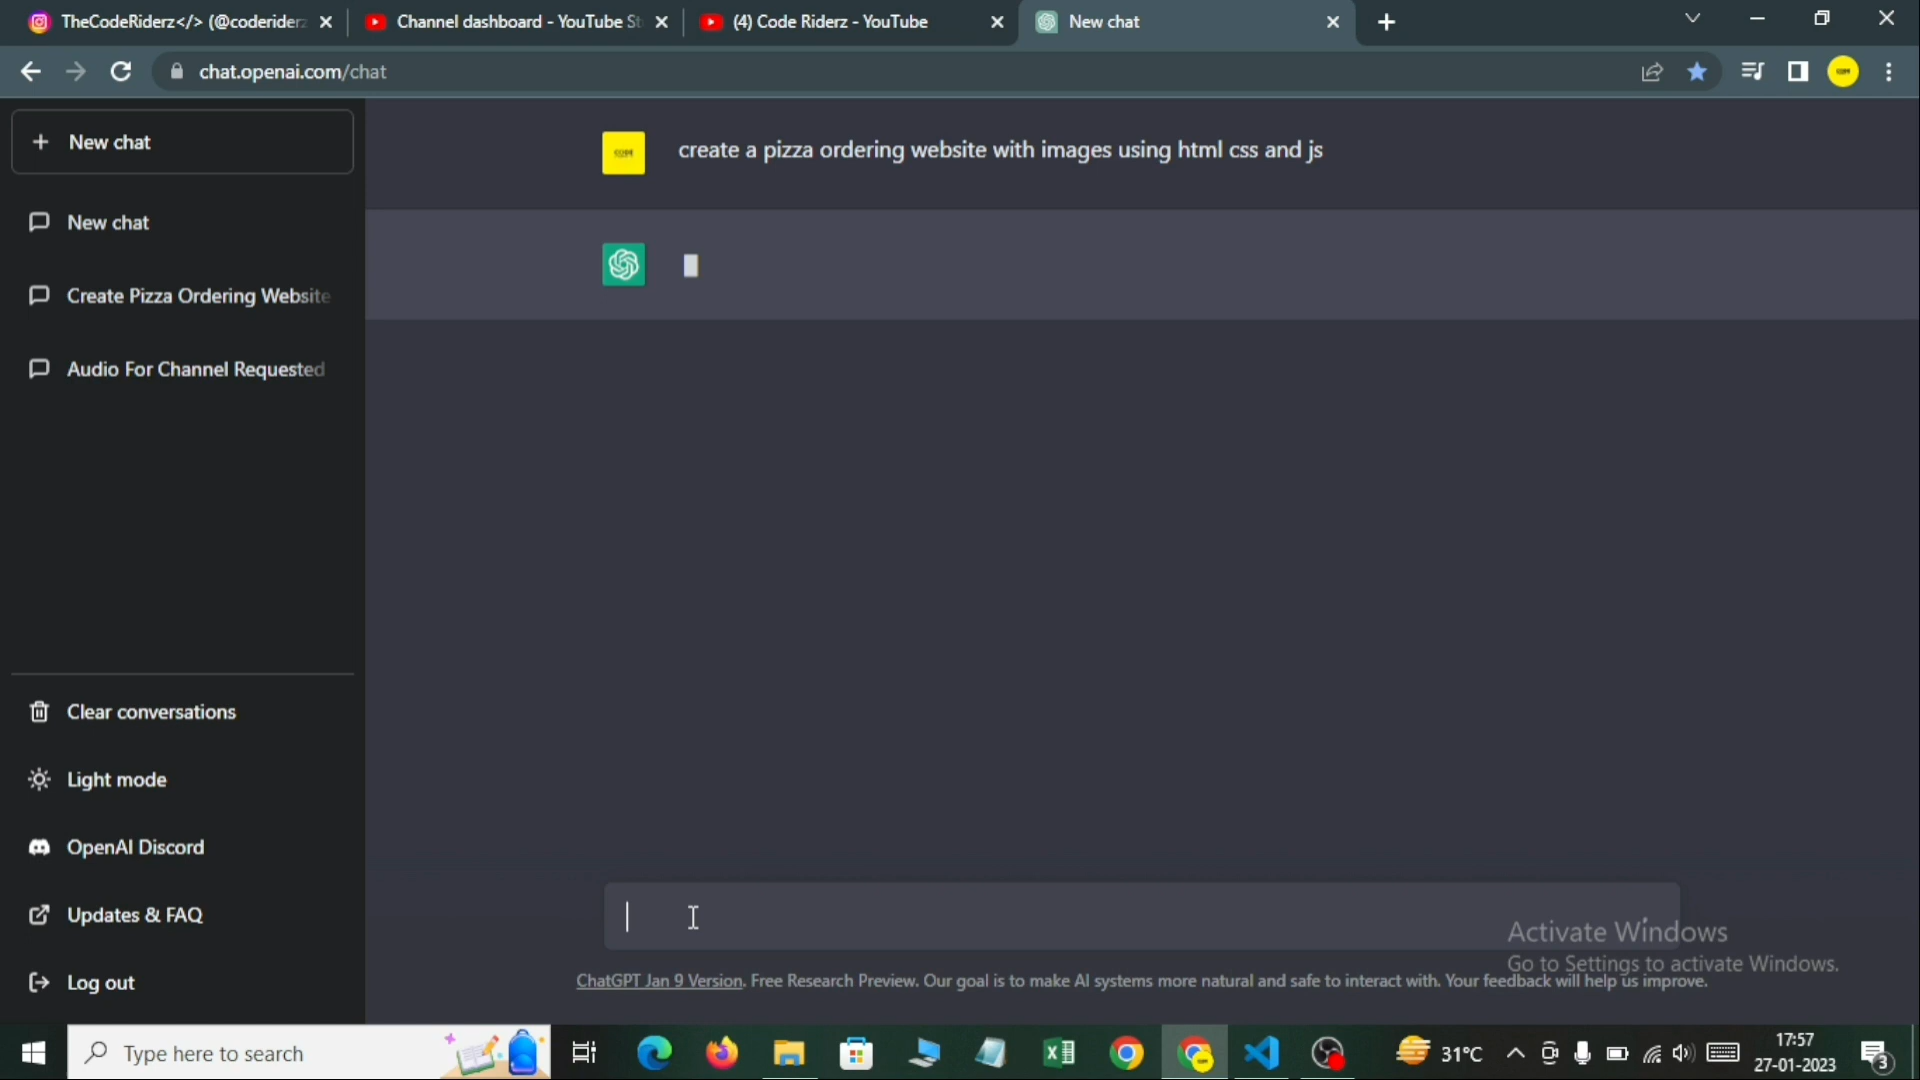 TheCodeRiderz</> (@coderiderz
Channel dashboard - YouTube St
(4) Code Riderz - YouTube
New chat
chat.openai.com/chat
New chat
New chat
Create Pizza Ordering Website
Audio For Channel Requested
Clear conversations
Light mode
OpenAI Discord
Updates & FAQ
Log out
create a pizza ordering website with images using html css and js
Activate Windows
Go to Settings to activate Windows.
ChatGPT Jan 9 Version. Free Research Preview. Our goal is to make AI systems more natural and safe to interact with. Your feedback will help us improve.
Type here to search
31°C
17:57
27-01-2023
3